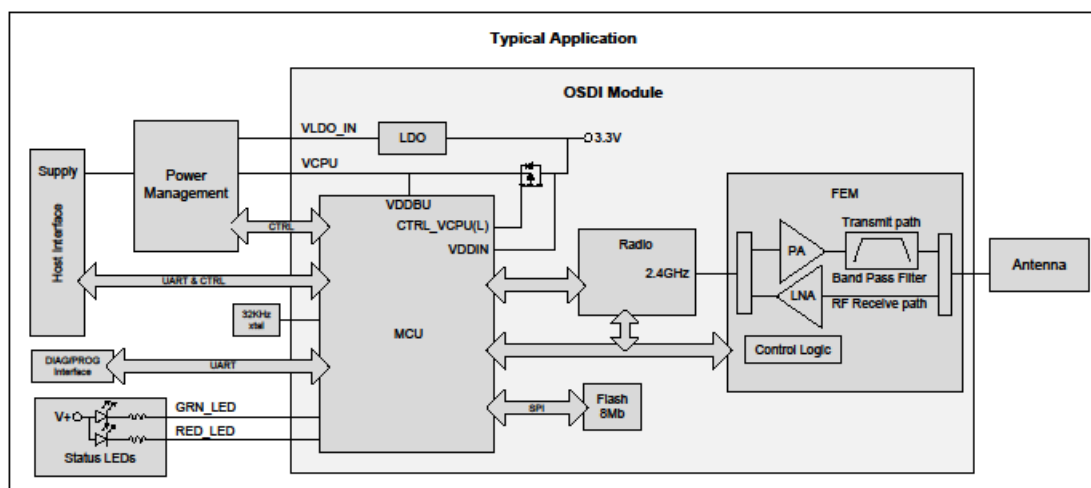 Typical Application
OSDI Module
VLDO_IN
LDO
3.3V
Supply
Host Interface
Power
Management
VCPU
VDDBU
CTRL
CTRL_VCPU(L)
VDDIN
UART & CTRL
32KHz
xtal
MCU
Radio
2.4GHz
FEM
Transmit path
PA
Band Pass Filter
LNA
RF Receive path
Control Logic
Antenna
DIAG/PROG
Interface
UART
SPI
Flash
8Mb
V+
GRN_LED
RED_LED
Status LEDs